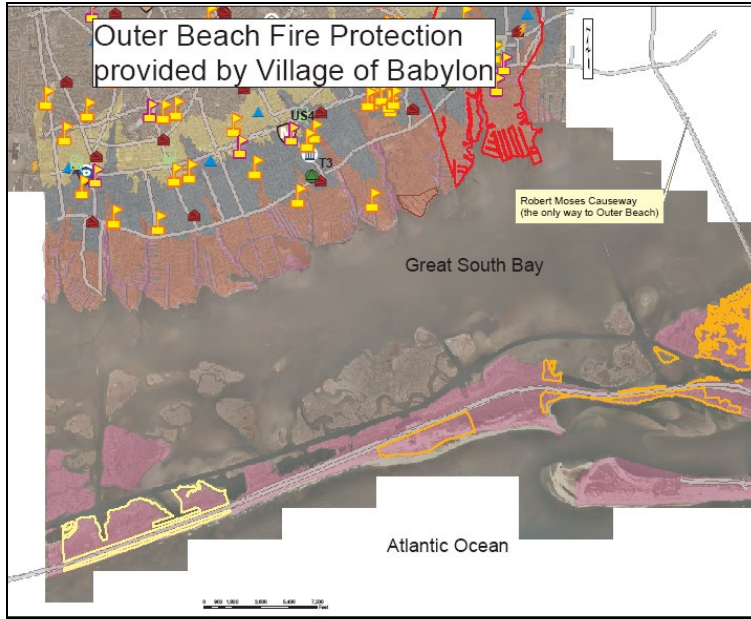 Outer Beach Fire Protection
provided by Village of Babylon
US4
T3
Robert Moses Causeway
(the only way to Outer Beach)
Great South Bay
Atlantic Ocean
Feet